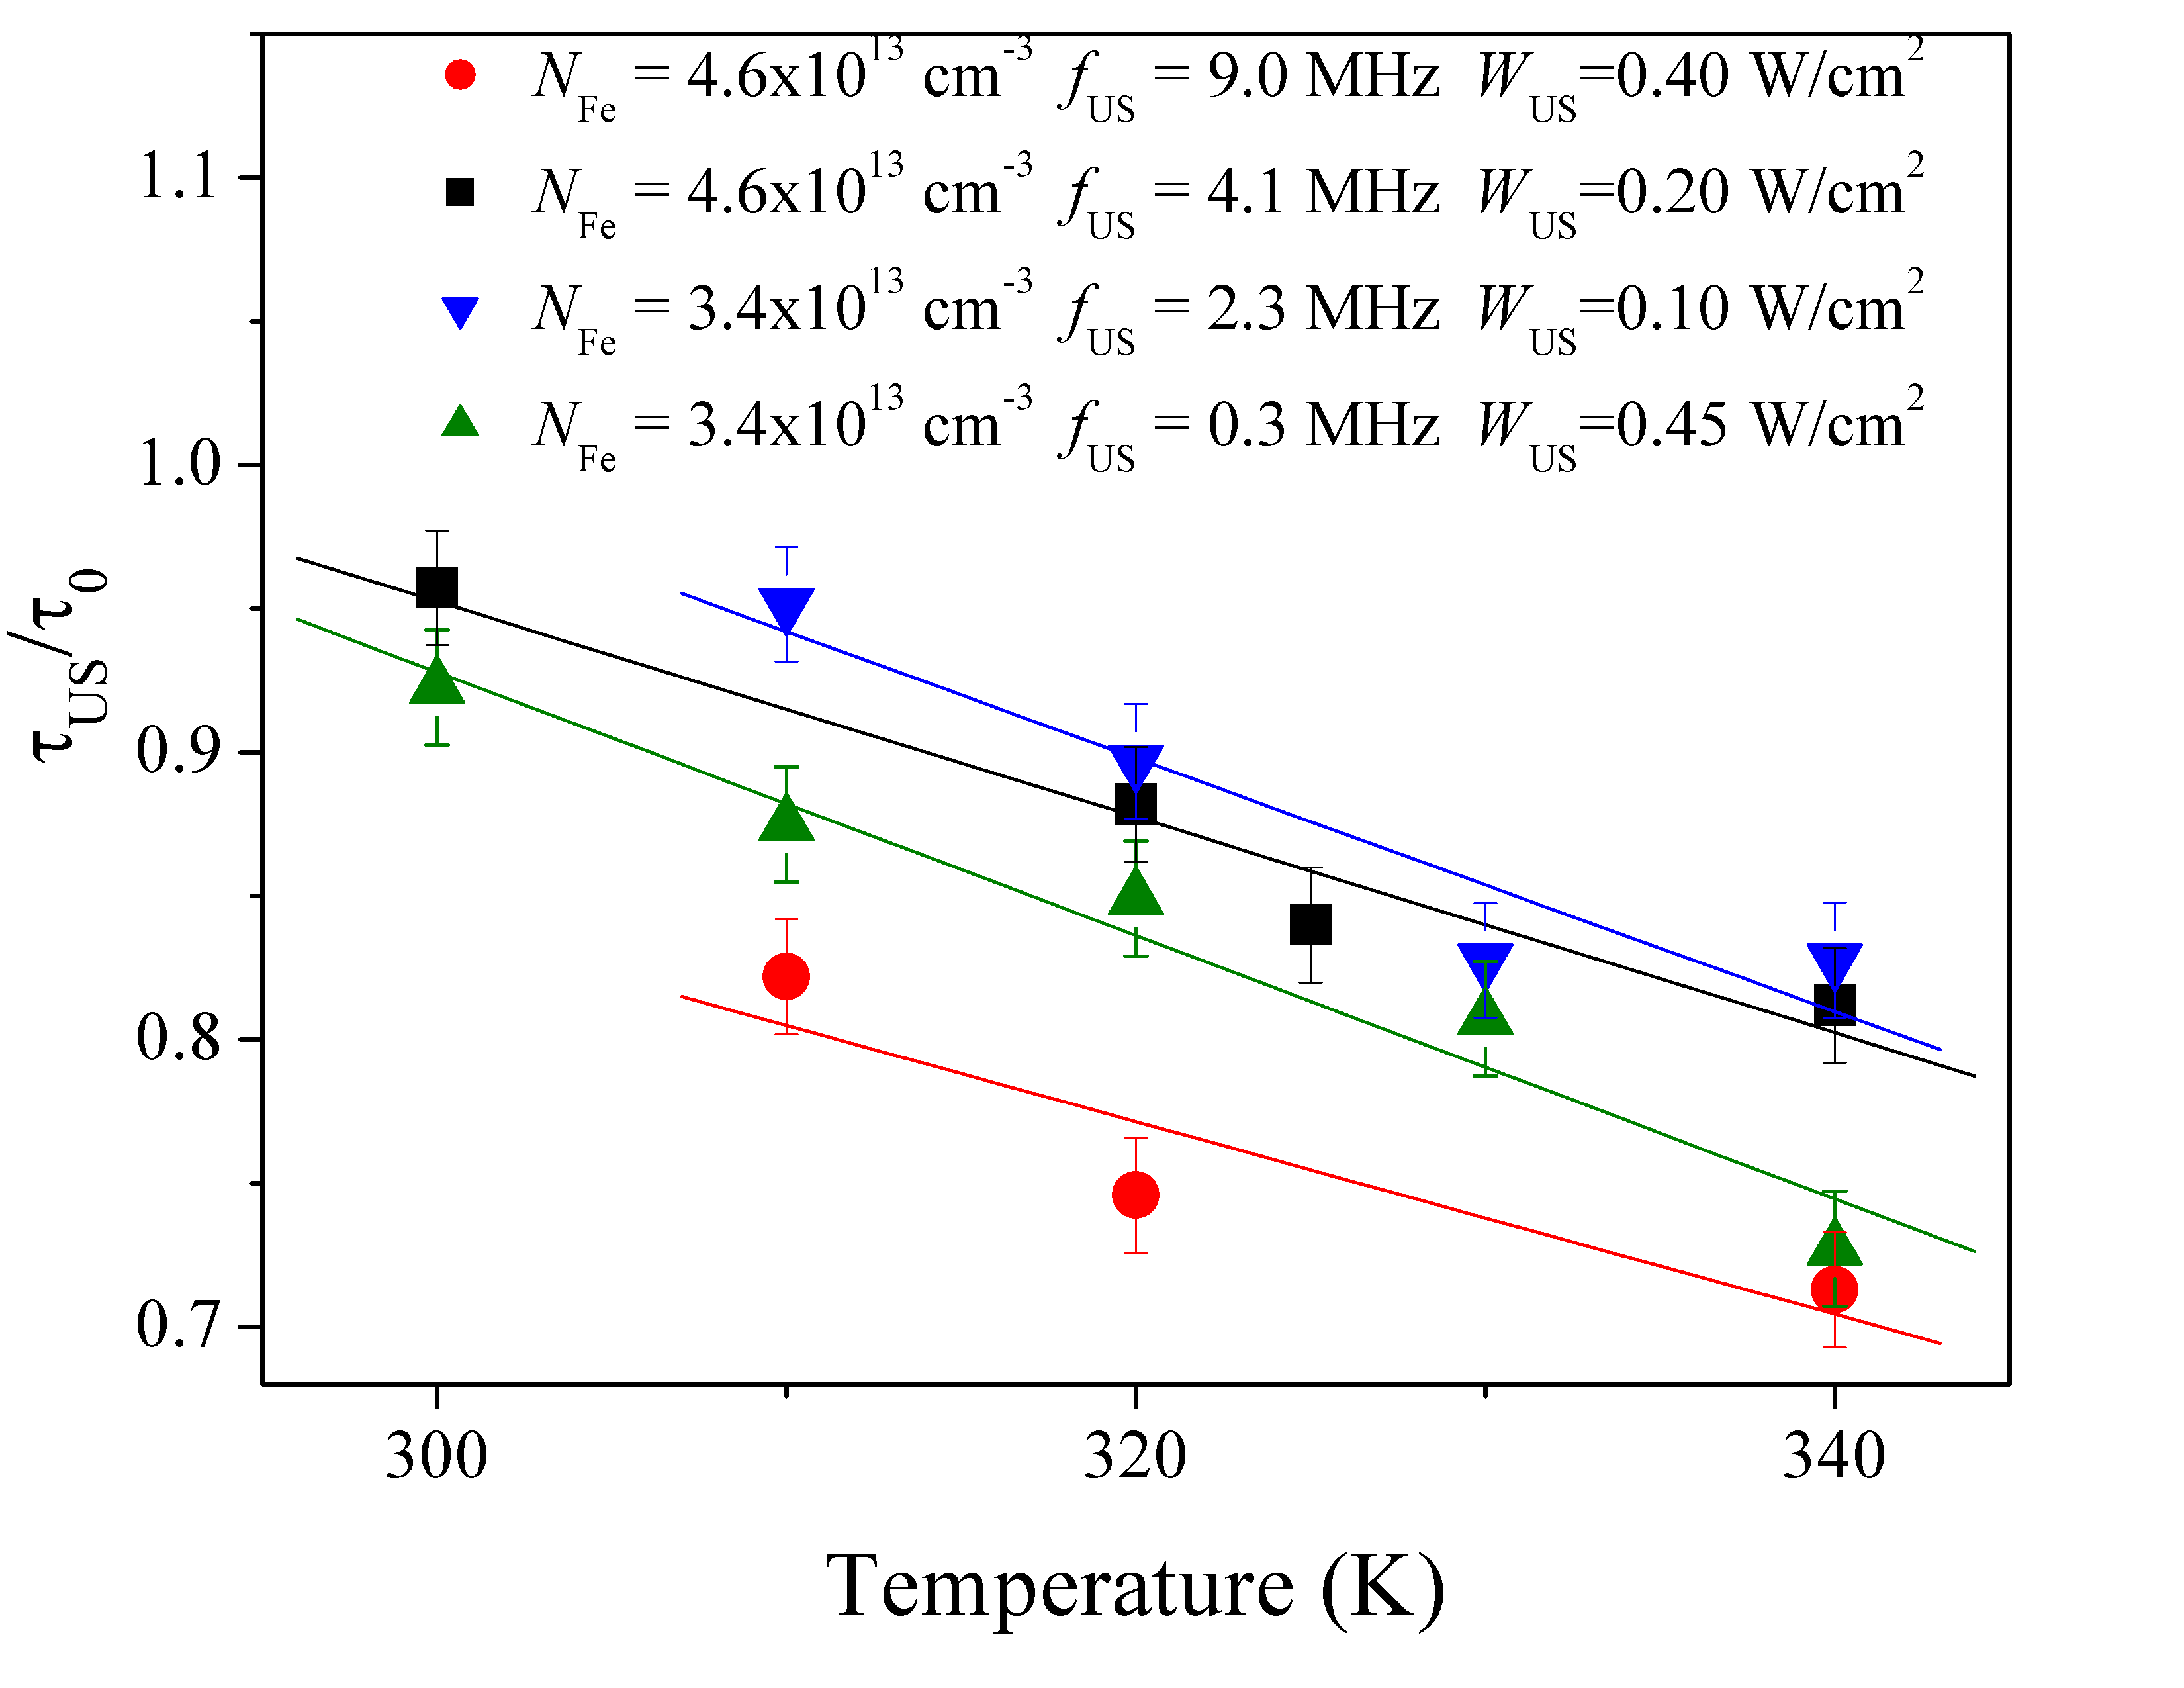 N_Fe = 4.6x10^13 cm^-3 f_US = 9.0 MHz W_US=0.40 W/cm^2
N_Fe = 4.6x10^13 cm^-3 f_US = 4.1 MHz W_US=0.20 W/cm^2
N_Fe = 3.4x10^13 cm^-3 f_US = 2.3 MHz W_US=0.10 W/cm^2
N_Fe = 3.4x10^13 cm^-3 f_US = 0.3 MHz W_US=0.45 W/cm^2
1.1
1.0
0.9
0.8
0.7
τ_US/τ_0
300 320 340
Temperature (K)